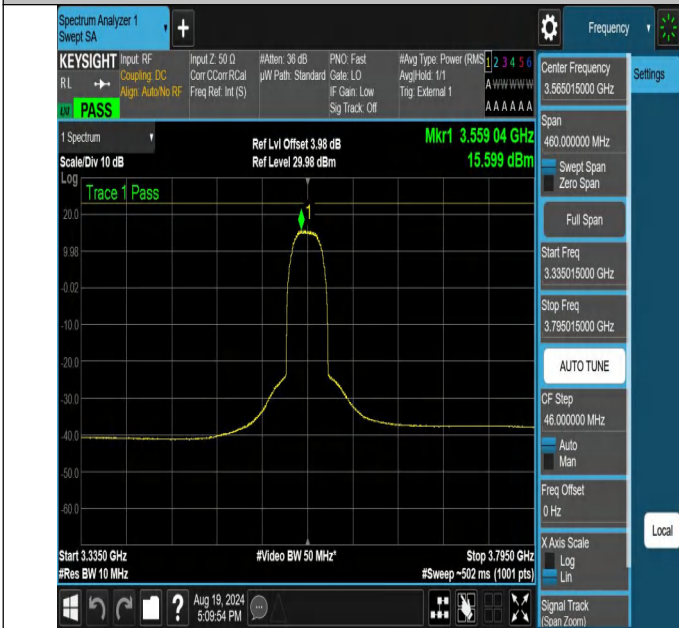 Spectrum Analyzer 1
Swept SA
+
Frequency
KEYSIGHT
RL
PASS
Input: RF
Coupling: DC
Align: Auto/No RF
Input Z: 50 Ω
Corr CCorr RCal
Freq Ref: Int (S)
#Atten: 36 dB
µW Path: Standard
PNO: Fast
Gate: LO
IF Gain: Low
Sig Track: Off
#Avg Type: Power (RMS
Avg|Hold: 1/1
Trig: External 1
1 2 3 4 5 6
A W W W W W
A A A A A A
Center Frequency
3.565015000 GHz
Settings
Span
460.000000 MHz
Swept Span
Zero Span
Full Span
Start Freq
3.335015000 GHz
Stop Freq
3.795015000 GHz
AUTO TUNE
CF Step
46.000000 MHz
Auto
Man
Freq Offset
0 Hz
X Axis Scale
Log
Lin
Signal Track
(Span Zoom)
Local
1 Spectrum
Scale/Div 10 dB
Ref Lvl Offset 3.98 dB
Ref Level 29.98 dBm
Mkr1 3.559 04 GHz
15.599 dBm
Log
Trace 1 Pass
1
20.0
9.98
-0.02
-10.0
-20.0
-30.0
-40.0
-50.0
-60.0
Start 3.3350 GHz
#Res BW 10 MHz
#Video BW 50 MHz*
Stop 3.7950 GHz
#Sweep ~502 ms (1001 pts)
?
Aug 19, 2024
5:09:54 PM